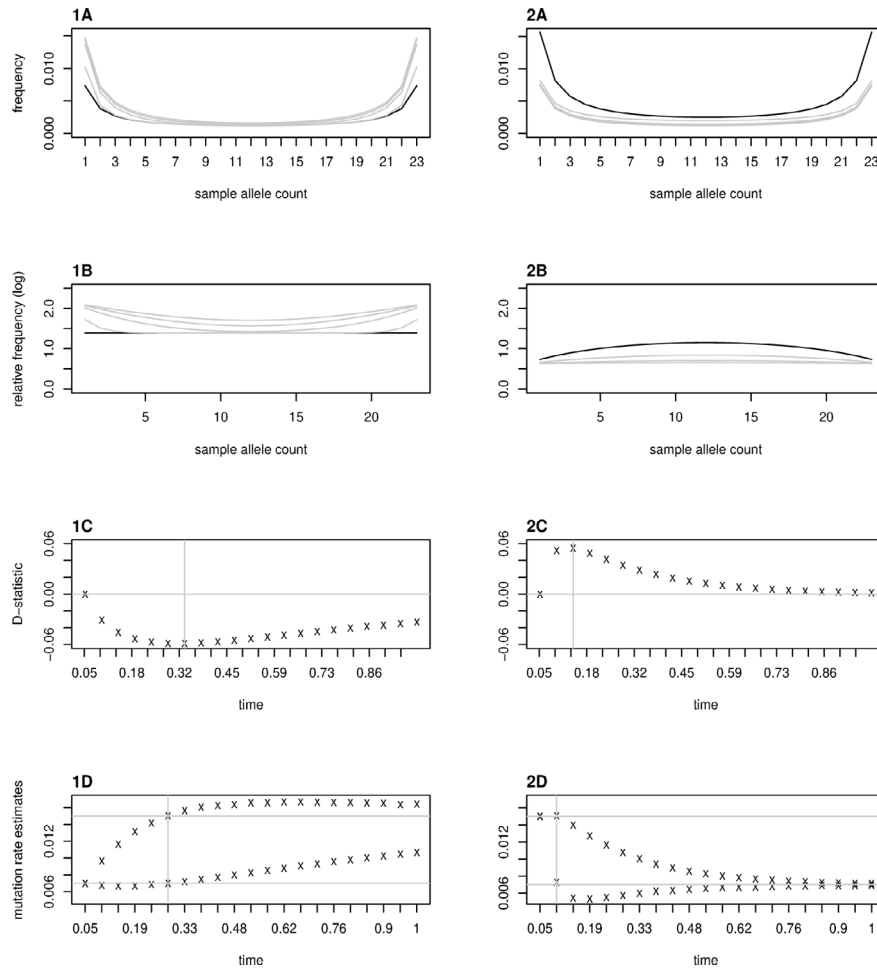 1A
frequency
0.000 0.010
1 3 5 7 9 11 13 15 17 19 21 23
sample allele count
2A
0.000 0.010
1 3 5 7 9 11 13 15 17 19 21 23
sample allele count
1B
relative frequency (log)
0.0 1.0 2.0
5 10 15 20
sample allele count
2B
0.0 1.0 2.0
5 10 15 20
sample allele count
1C
D-statistic
-0.06 0.00 0.06
0.05 0.18 0.32 0.45 0.59 0.73 0.86
time
2C
-0.06 0.00 0.06
0.05 0.18 0.32 0.45 0.59 0.73 0.86
time
1D
mutation rate estimates
0.006 0.012
0.05 0.19 0.33 0.48 0.62 0.76 0.9 1
time
2D
0.006 0.012
0.05 0.19 0.33 0.48 0.62 0.76 0.9 1
time